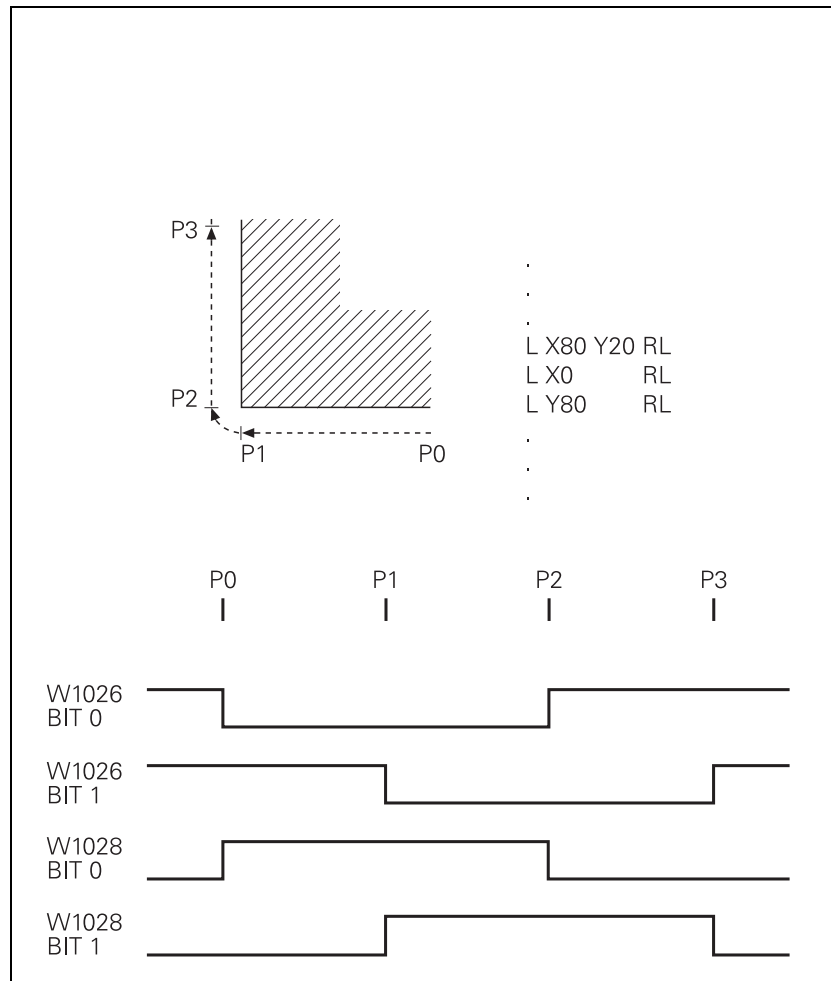 P3
P2
P1 P0
.
.
.
L X80 Y20 RL
L X0 RL
L Y80 RL
.
.
.
P0 P1 P2 P3
W1026
BIT 0
W1026
BIT 1
W1028
BIT 0
W1028
BIT 1